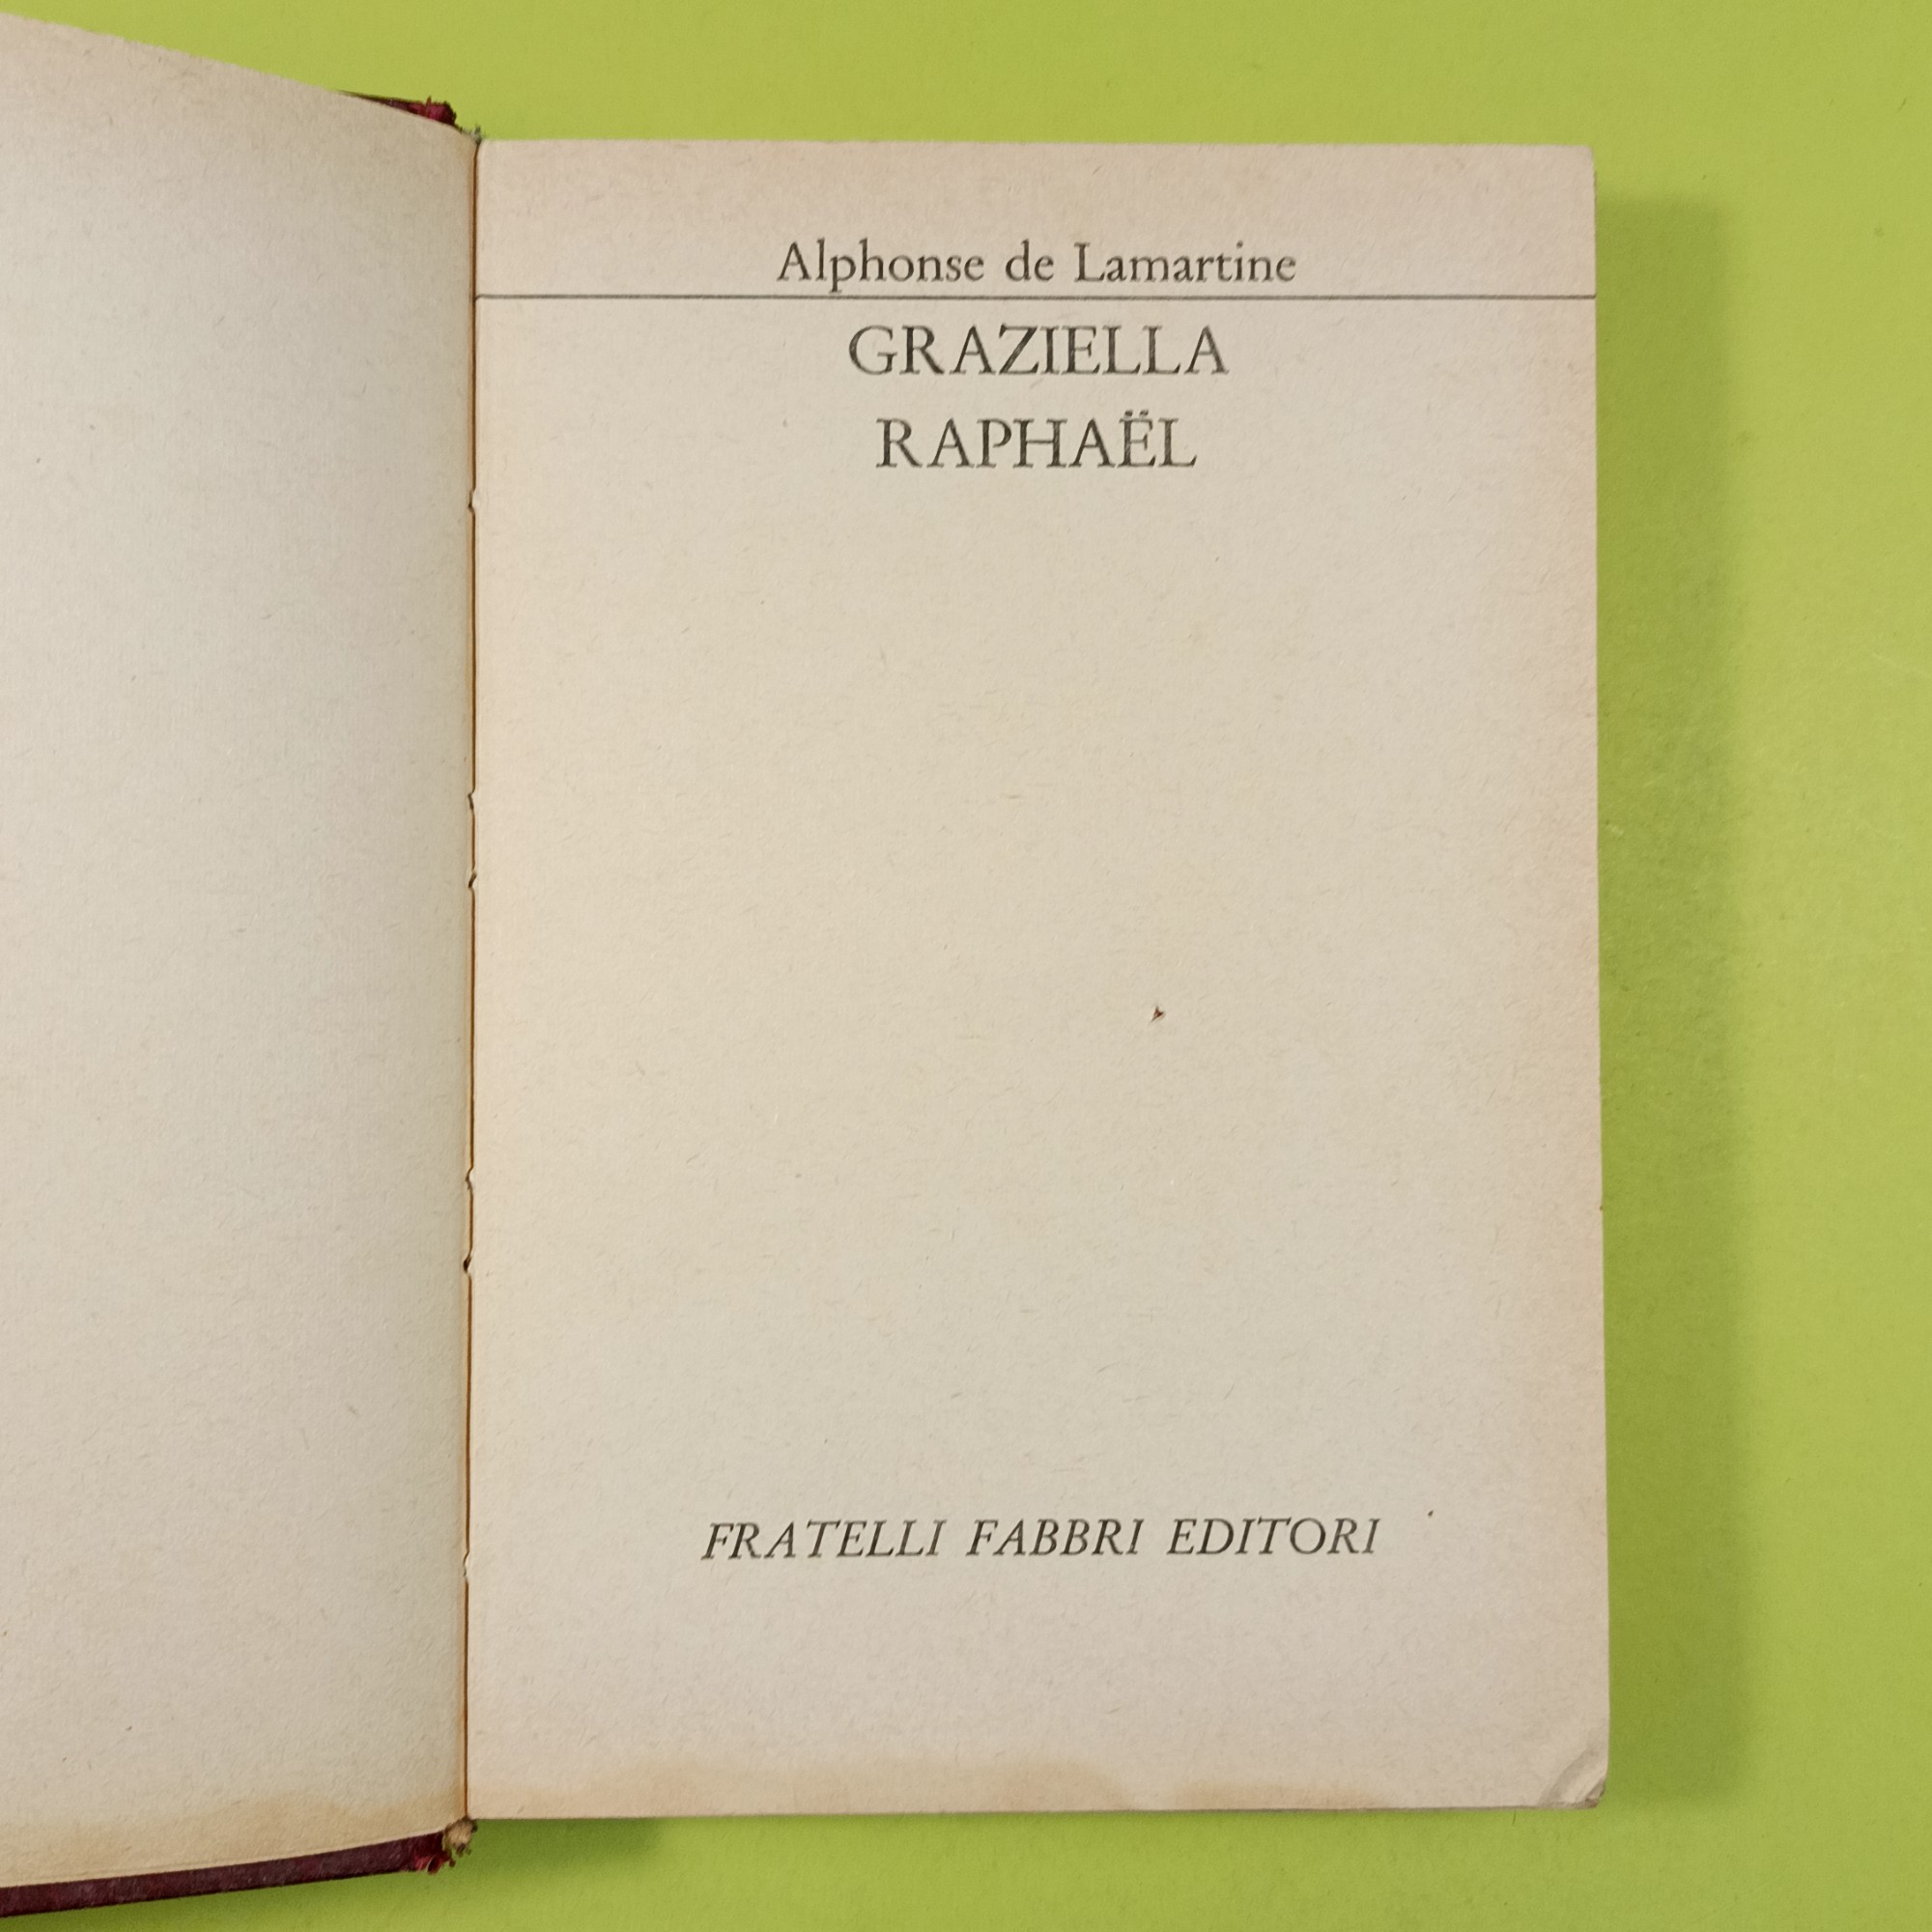 Alphonse de Lamartine
GRAZIELLA
RAPHAËL
FRATELLI FABBRI EDITORI